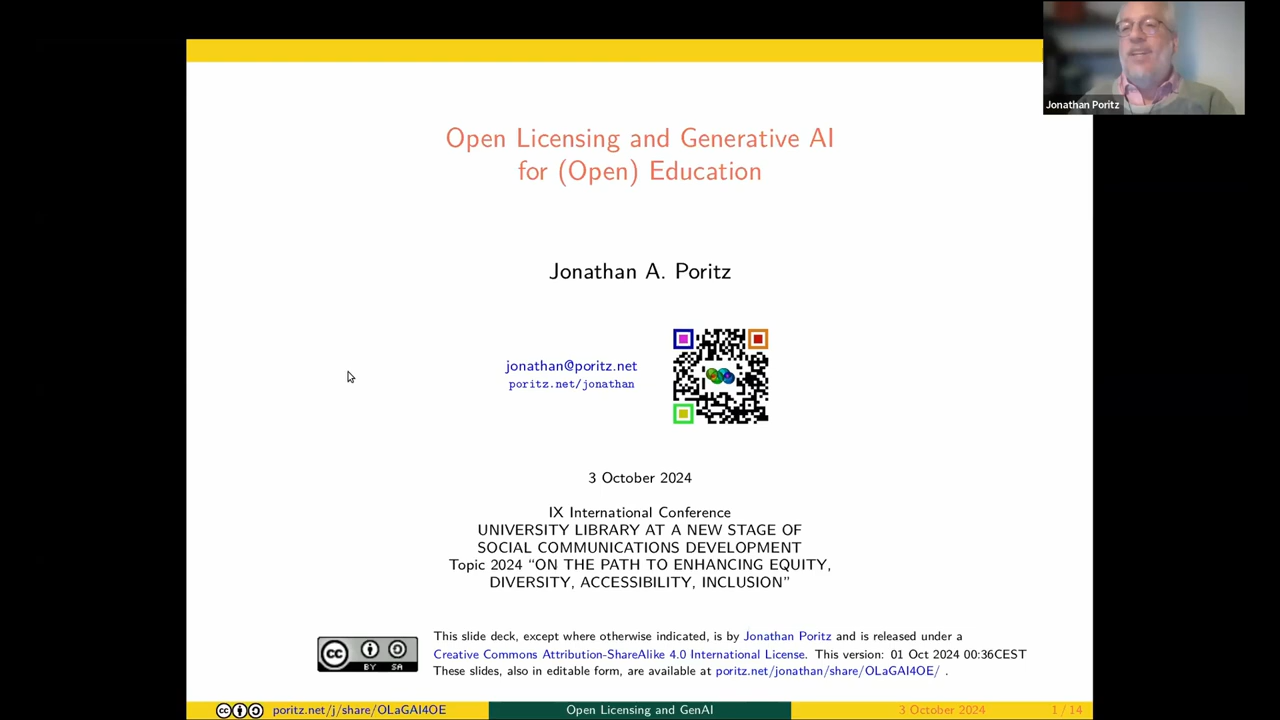 Jonathan Poritz
Open Licensing and Generative AI
for (Open) Education
Jonathan A. Poritz
jonathan@poritz.net
poritz.net/jonathan
3 October 2024
IX International Conference
UNIVERSITY LIBRARY AT A NEW STAGE OF
SOCIAL COMMUNICATIONS DEVELOPMENT
Topic 2024 “ON THE PATH TO ENHANCING EQUITY,
DIVERSITY, ACCESSIBILITY, INCLUSION”
cc BY SA
This slide deck, except where otherwise indicated, is by Jonathan Poritz and is released under a
Creative Commons Attribution-ShareAlike 4.0 International License. This version: 01 Oct 2024 00:36CEST
These slides, also in editable form, are available at poritz.net/jonathan/share/OLaGAI4OE/ .
cc poritz.net/j/share/OLaGAI4OE Open Licensing and GenAI 3 October 2024 1 / 14